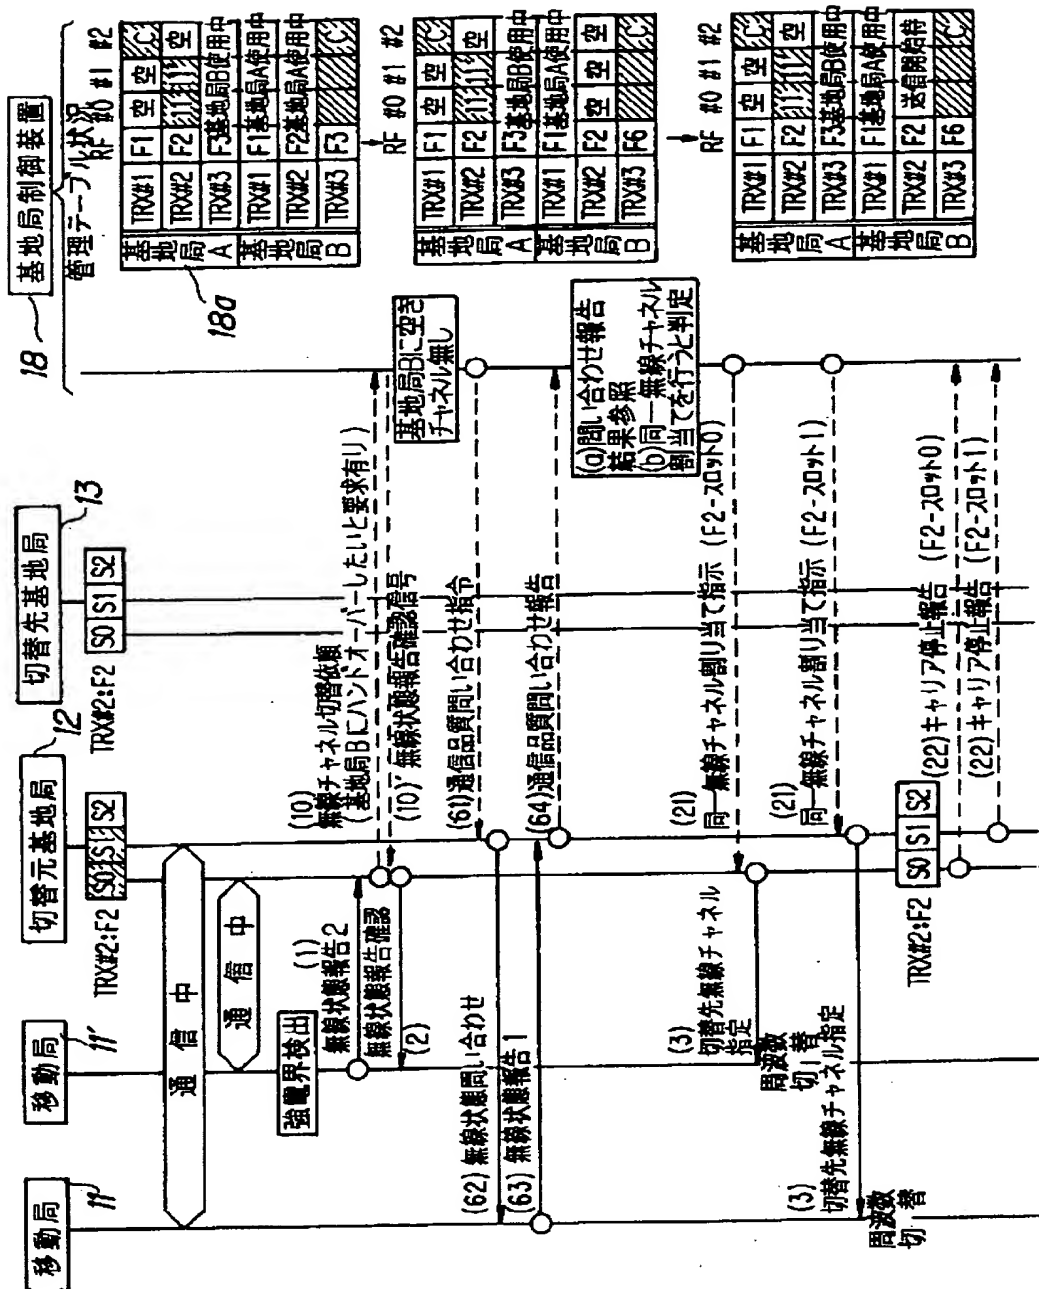 移動局
11
移動局
11'
切替元基地局
12
切替先基地局
13
18
基地局制御装置
管理テーブル状況
TRX#2:F2
S0 S1 S2
TRX#2:F2
S0 S1 S2
通信中
通信中
強電界検出
(1)
無線状態報告2
無線状態報告確認
(2)
(10)
無線チャネル切替依頼
(基地局Bにハンドオーバーしたいと要求有り)
(10)' 無線状態報告確認信号
基地局Bに空き
チャネル無し
(61)通信品質問い合わせ指令
(62)無線状態問い合わせ
(63)無線状態報告1
(64)通信品質問い合わせ報告
(a)問い合わせ報告
結果参照
(b)同一無線チャネル
割当てを行うと判定
(21)
同一無線チャネル割り当て指示 (F2-スロット0)
(3)
切替先無線チャネル
指定
周波数
切替
(21)
同一無線チャネル割り当て指示 (F2-スロット1)
(3)
切替先無線チャネル指定
周波数
切替
TRX#2:F2
S0 S1 S2
(22)キャリア停止報告 (F2-スロット0)
(22)キャリア停止報告 (F2-スロット1)
18a
RF #0 #1 #2
基地局A
TRX#1 F1 空 空 C
TRX#2 F2 11 11' 空
TRX#3 F3 基地局B使用中
基地局B
TRX#1 F1 基地局A使用中
TRX#2 F2 基地局A使用中
TRX#3 F3 C
RF #0 #1 #2
基地局A
TRX#1 F1 空 空 C
TRX#2 F2 11 11' 空
TRX#3 F3 基地局B使用中
基地局B
TRX#1 F1 基地局A使用中
TRX#2 F2 空 空 空
TRX#3 F6 C
RF #0 #1 #2
基地局A
TRX#1 F1 空 空 C
TRX#2 F2 11 11' 空
TRX#3 F3 基地局B使用中
基地局B
TRX#1 F1 基地局A使用中
TRX#2 F2 送信開始待
TRX#3 F6 C